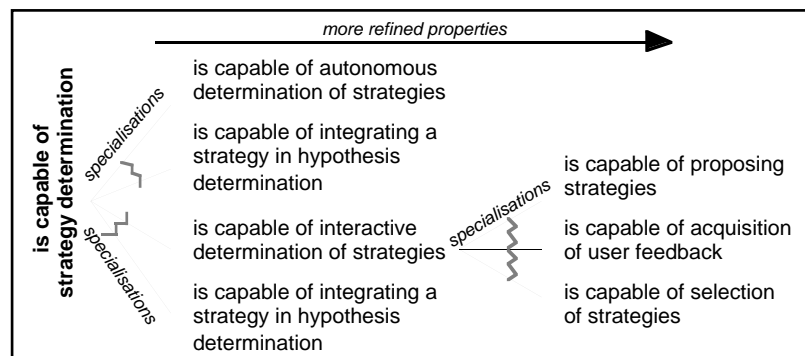 more refined properties
is capable of
strategy determination
specialisations
specialisations
is capable of autonomous
determination of strategies
is capable of integrating a
strategy in hypothesis
determination
is capable of interactive
determination of strategies
is capable of integrating a
strategy in hypothesis
determination
specialisations
is capable of proposing
strategies
is capable of acquisition
of user feedback
is capable of selection
of strategies